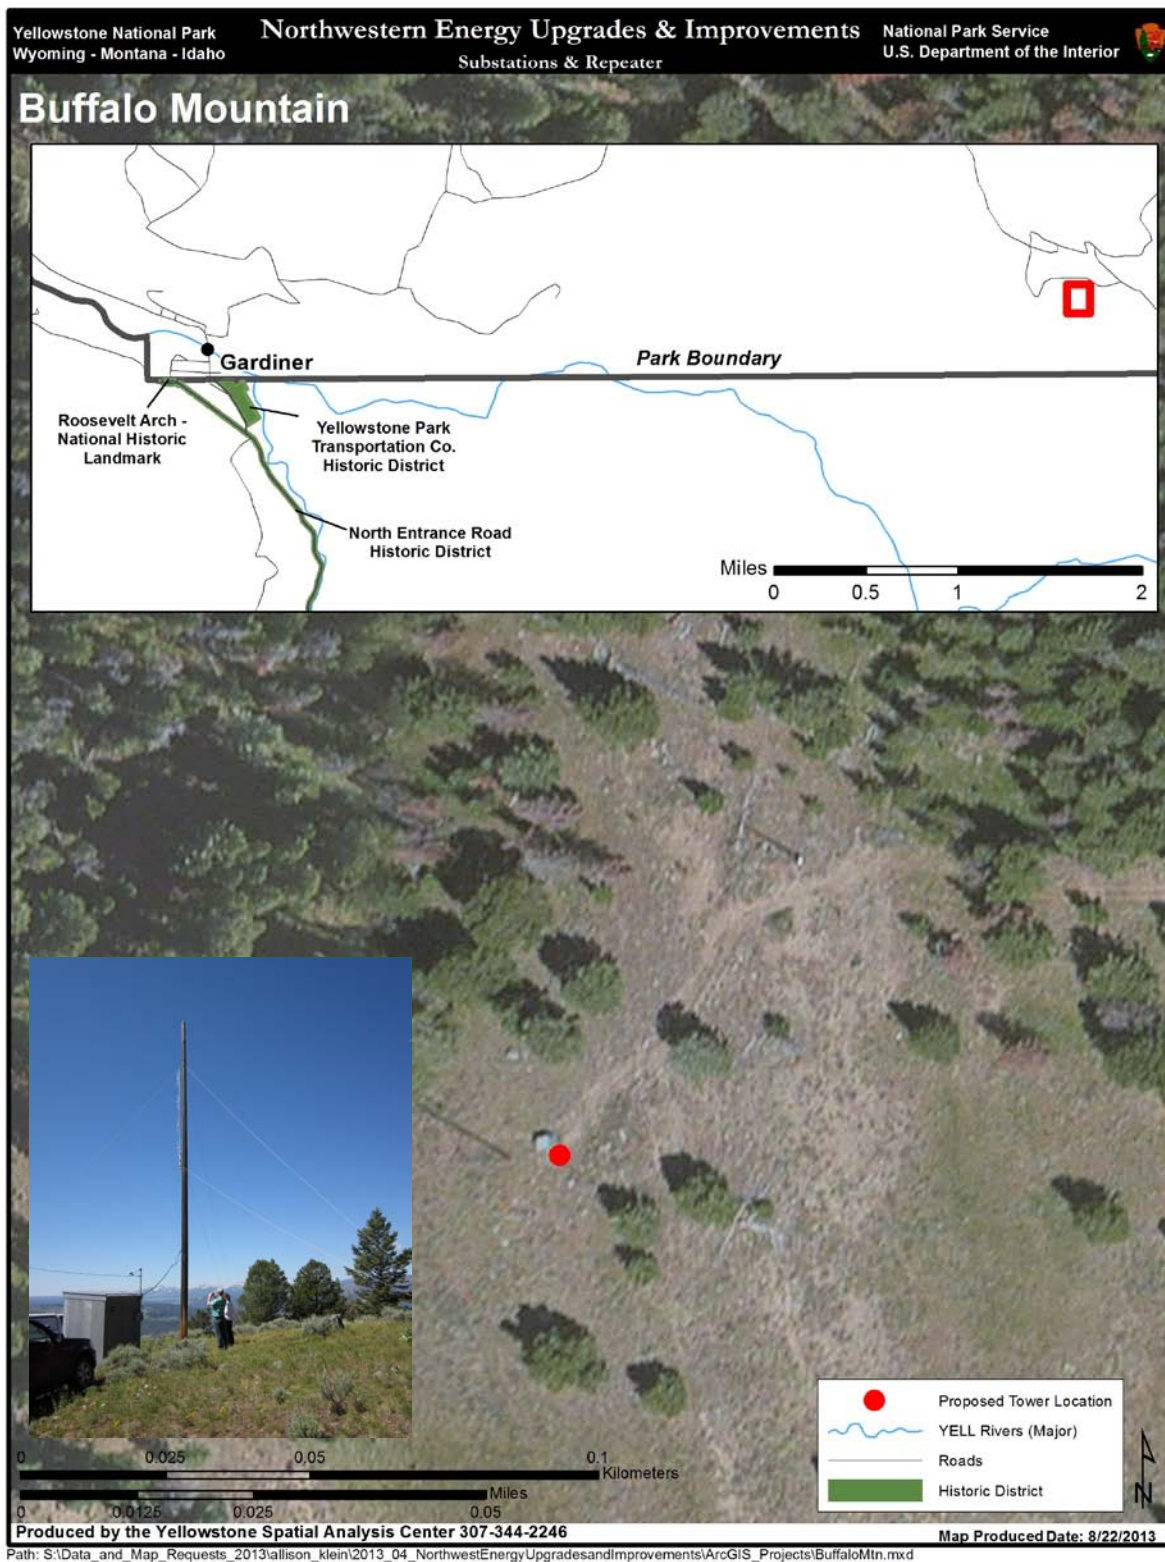 Yellowstone National Park
Wyoming - Montana - Idaho
Northwestern Energy Upgrades & Improvements
Substations & Repeater
National Park Service
U.S. Department of the Interior
Buffalo Mountain
Gardiner
Park Boundary
Roosevelt Arch -
National Historic
Landmark
Yellowstone Park
Transportation Co.
Historic District
North Entrance Road
Historic District
Miles
0 0.5 1 2
Proposed Tower Location
YELL Rivers (Major)
Roads
Historic District
N
0 0.025 0.05 0.1
Kilometers
Miles
0 0.0125 0.025 0.05
Produced by the Yellowstone Spatial Analysis Center 307-344-2246
Map Produced Date: 8/22/2013
Path: S:\Data_and_Map_Requests_2013\allison_klein\2013_04_NorthwestEnergyUpgradesandImprovements\ArcGIS_Projects\BuffaloMtn.mxd